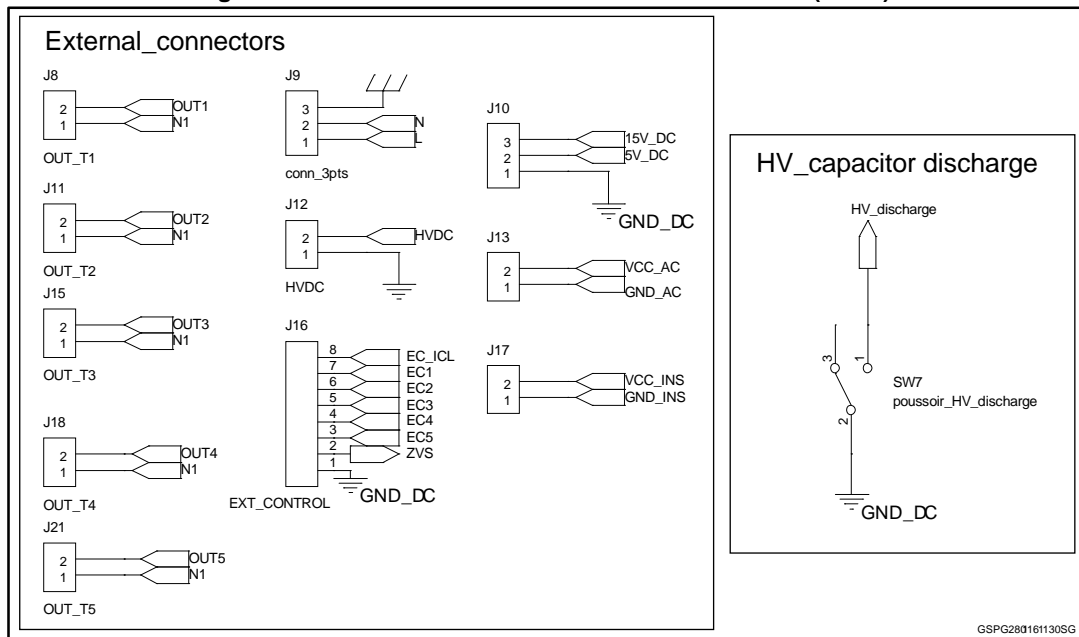 External_connectors
J8
2
1
OUT1
N1
OUT_T1
J11
2
1
OUT2
N1
OUT_T2
J15
2
1
OUT3
N1
OUT_T3
J18
2
1
OUT4
N1
OUT_T4
J21
2
1
OUT5
N1
OUT_T5
J9
3
2
1
N
L
conn_3pts
J12
2
1
HVDC
HVDC
J16
8
7
6
5
4
3
2
1
EC_ICL
EC1
EC2
EC3
EC4
EC5
ZVS
GND_DC
EXT_CONTROL
J10
3
2
1
15V_DC
5V_DC
GND_DC
J13
2
1
VCC_AC
GND_AC
J17
2
1
VCC_INS
GND_INS
HV_capacitor discharge
HV_discharge
3
1
2
SW7
poussoir_HV_discharge
GND_DC